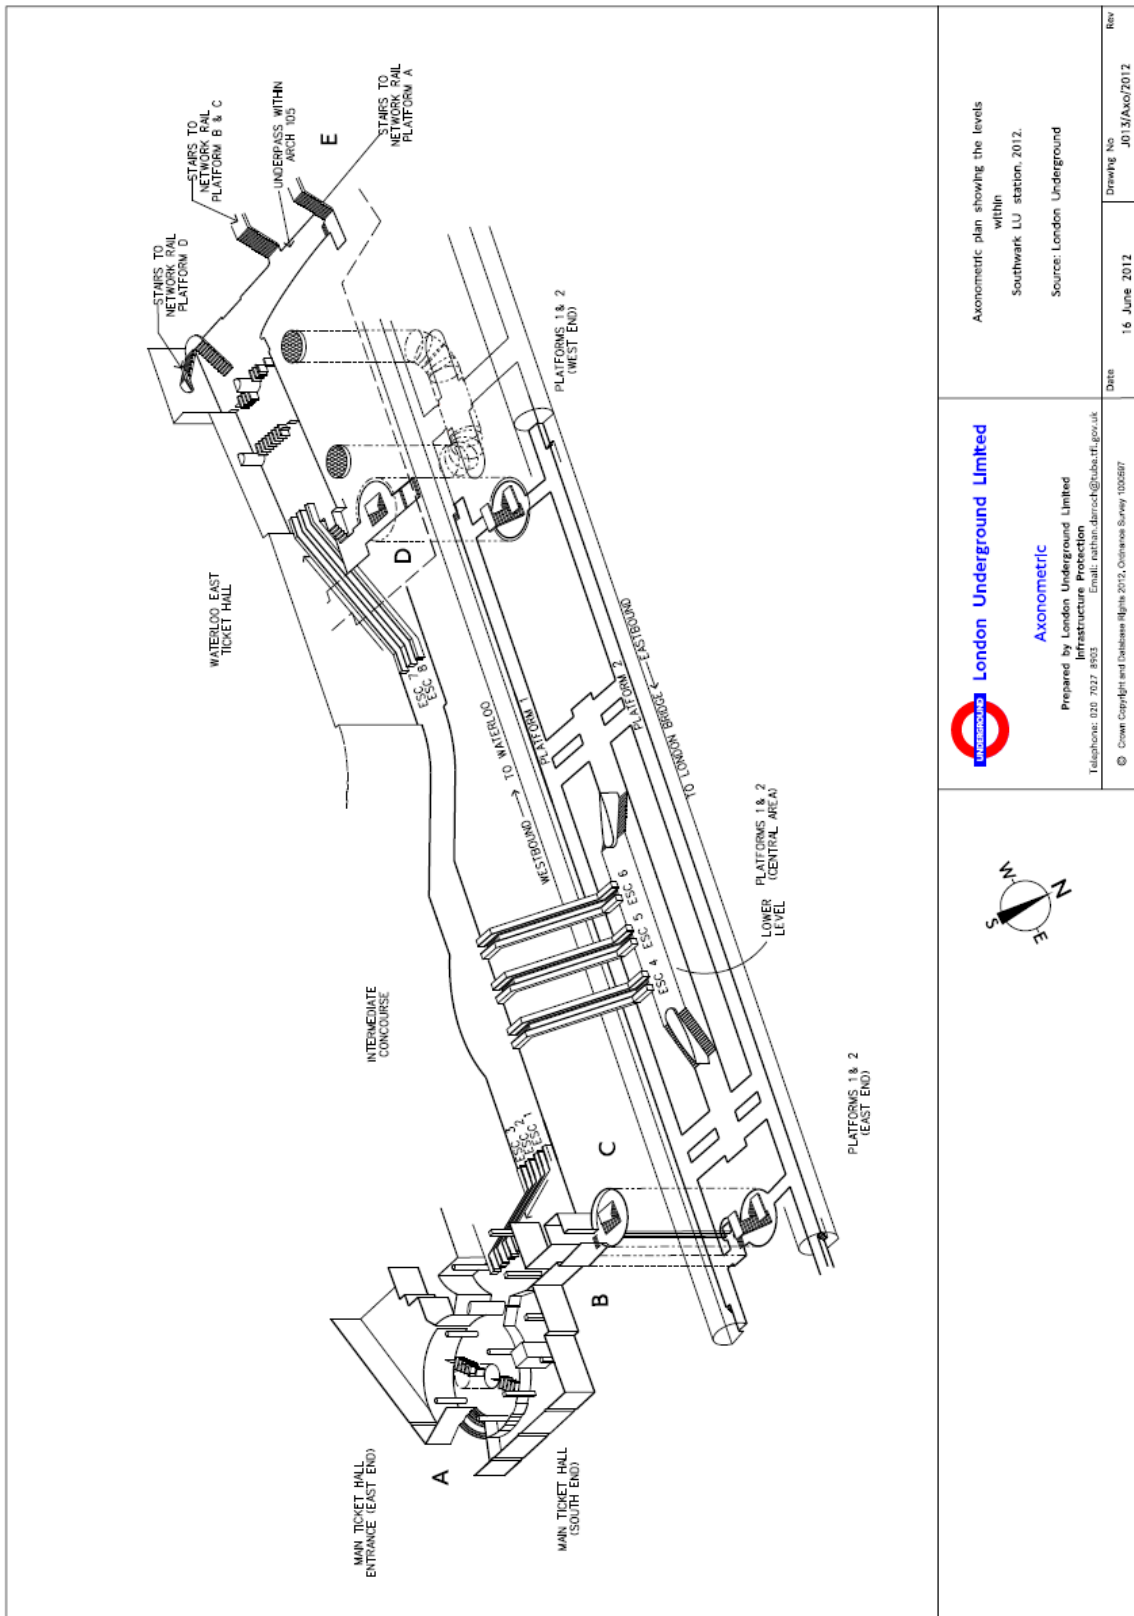 MAIN TICKET HALL
ENTRANCE (EAST END)
A
MAIN TICKET HALL
(SOUTH END)
B
C
ESC 3
ESC 2
ESC 1
INTERMEDIATE
CONCOURSE
PLATFORMS 1 & 2
(EAST END)
ESC 4
ESC 5
ESC 6
LOWER
LEVEL
PLATFORMS 1 & 2
(CENTRAL AREA)
WESTBOUND
TO WATERLOO
PLATFORM 1
PLATFORM 2
TO LONDON BRIDGE
EASTBOUND
ESC 7
ESC 8
WATERLOO EAST
TICKET HALL
D
PLATFORMS 1 & 2
(WEST END)
STAIRS TO
NETWORK RAIL
PLATFORM D
STAIRS TO
NETWORK RAIL
PLATFORM B & C
UNDERPASS WITHIN
ARCH 105
E
STAIRS TO
NETWORK RAIL
PLATFORM A
S
W
E
N
UNDERGROUND
London Underground Limited
Axonometric
Prepared by London Underground Limited
Infrastructure Protection
Telephone: 020 7027 8903 Email: nathan.darroch@tube.tfl.gov.uk
© Crown Copyright and Database Rights 2012, Ordnance Survey 100059
Axonometric plan showing the levels
within
Southwark LU station, 2012.
Source: London Underground
Date
16 June 2012
Drawing No
J013/Axo/2012
Rev